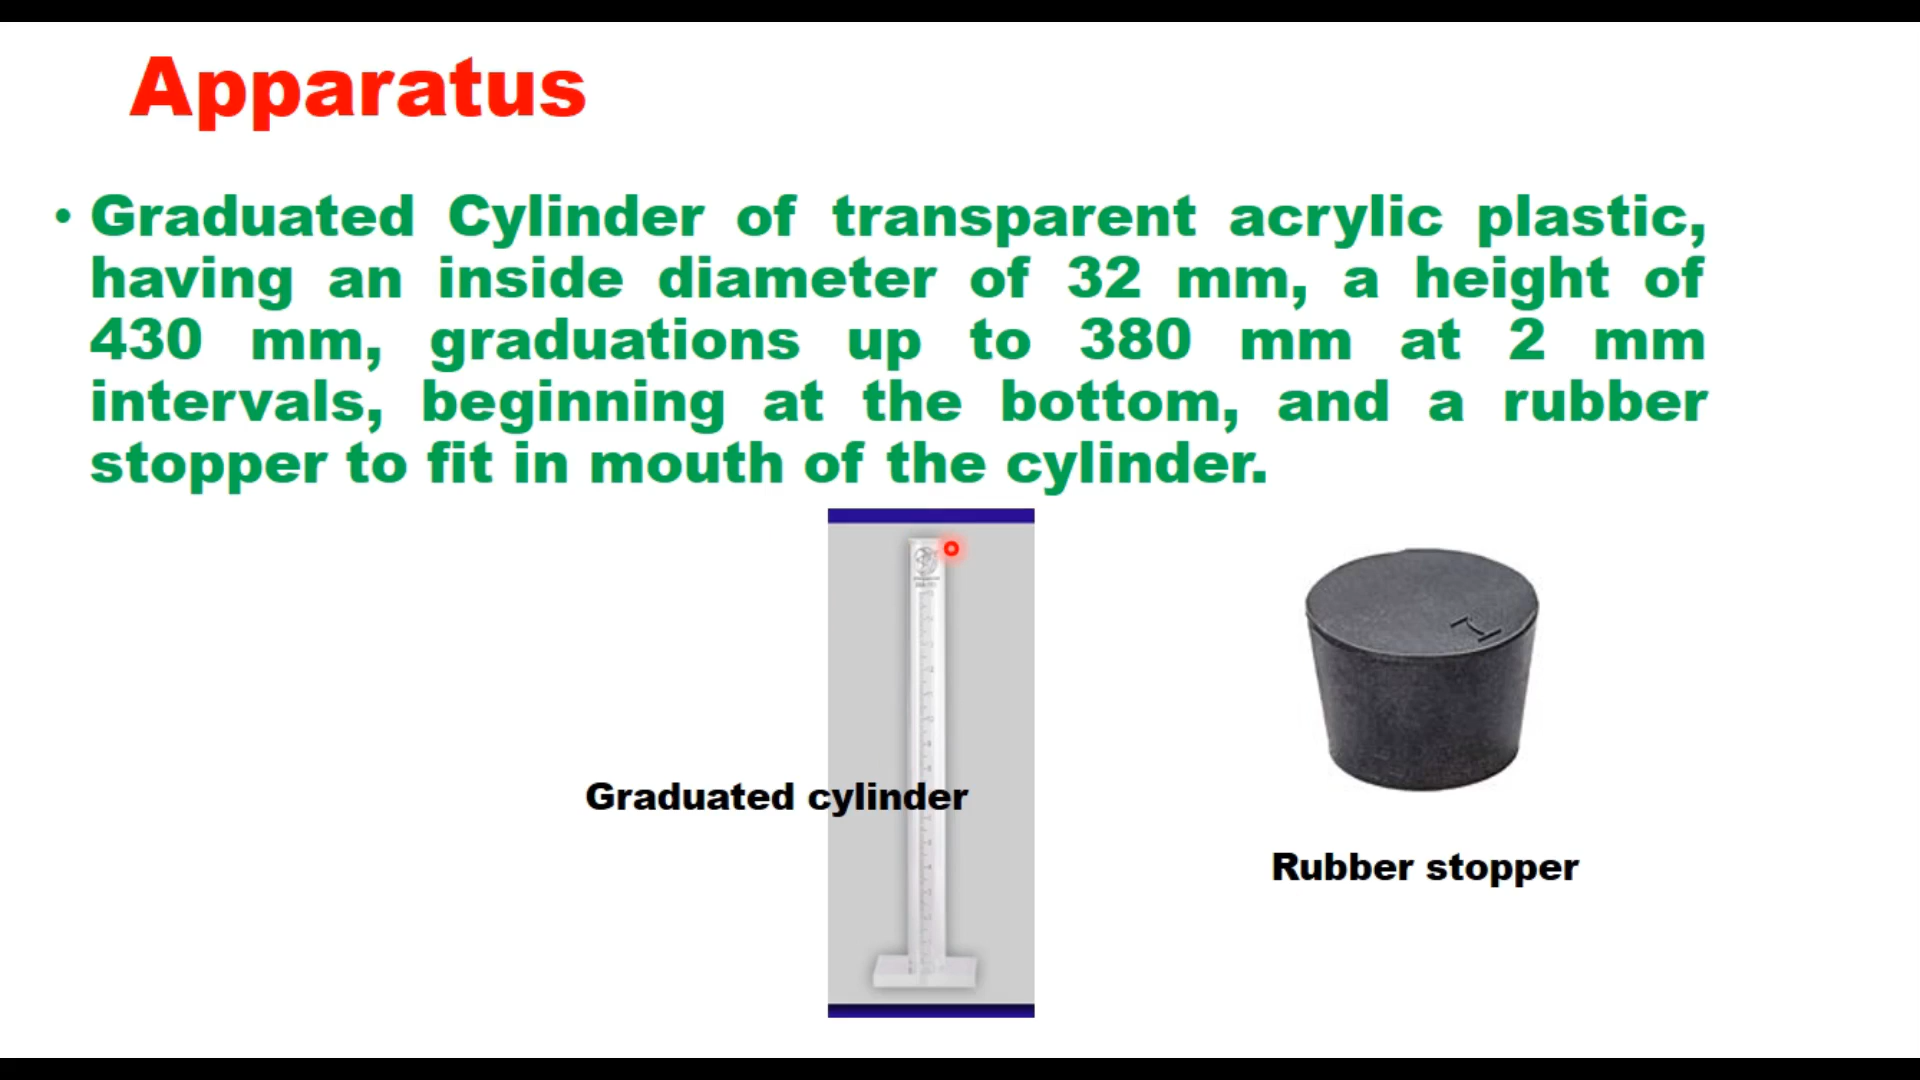 Apparatus
• Graduated Cylinder of transparent acrylic plastic,
having an inside diameter of 32 mm, a height of
430 mm, graduations up to 380 mm at 2 mm
intervals, beginning at the bottom, and a rubber
stopper to fit in mouth of the cylinder.
Graduated cylinder
Rubber stopper